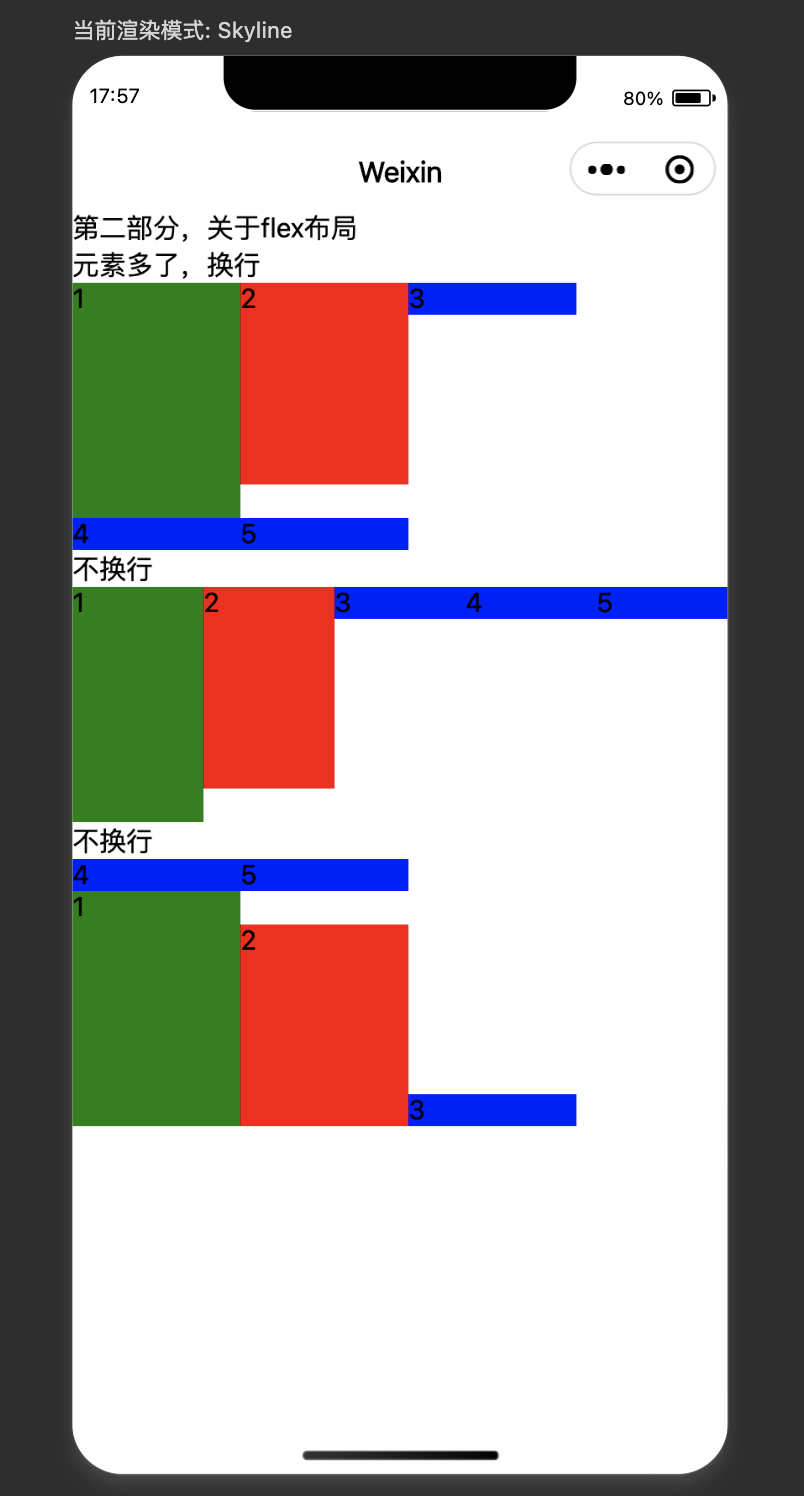 当前渲染模式: Skyline
17:57
80%
Weixin
第二部分，关于flex布局
元素多了，换行
1 2 3
4 5
不换行
1 2 3 4 5
不换行
4 5
1
2
3